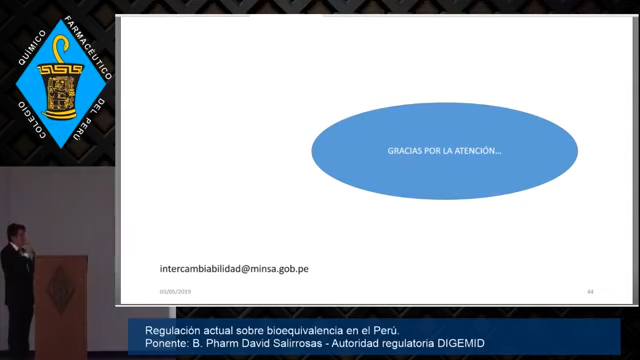 COLEGIO QUÍMICO FARMACÉUTICO DEL PERÚ
GRACIAS POR LA ATENCIÓN...
intercambiabilidad@minsa.gob.pe
03/05/2019
44
Regulación actual sobre bioequivalencia en el Perú.
Ponente: B. Pharm David Salirrosas - Autoridad regulatoria DIGEMID